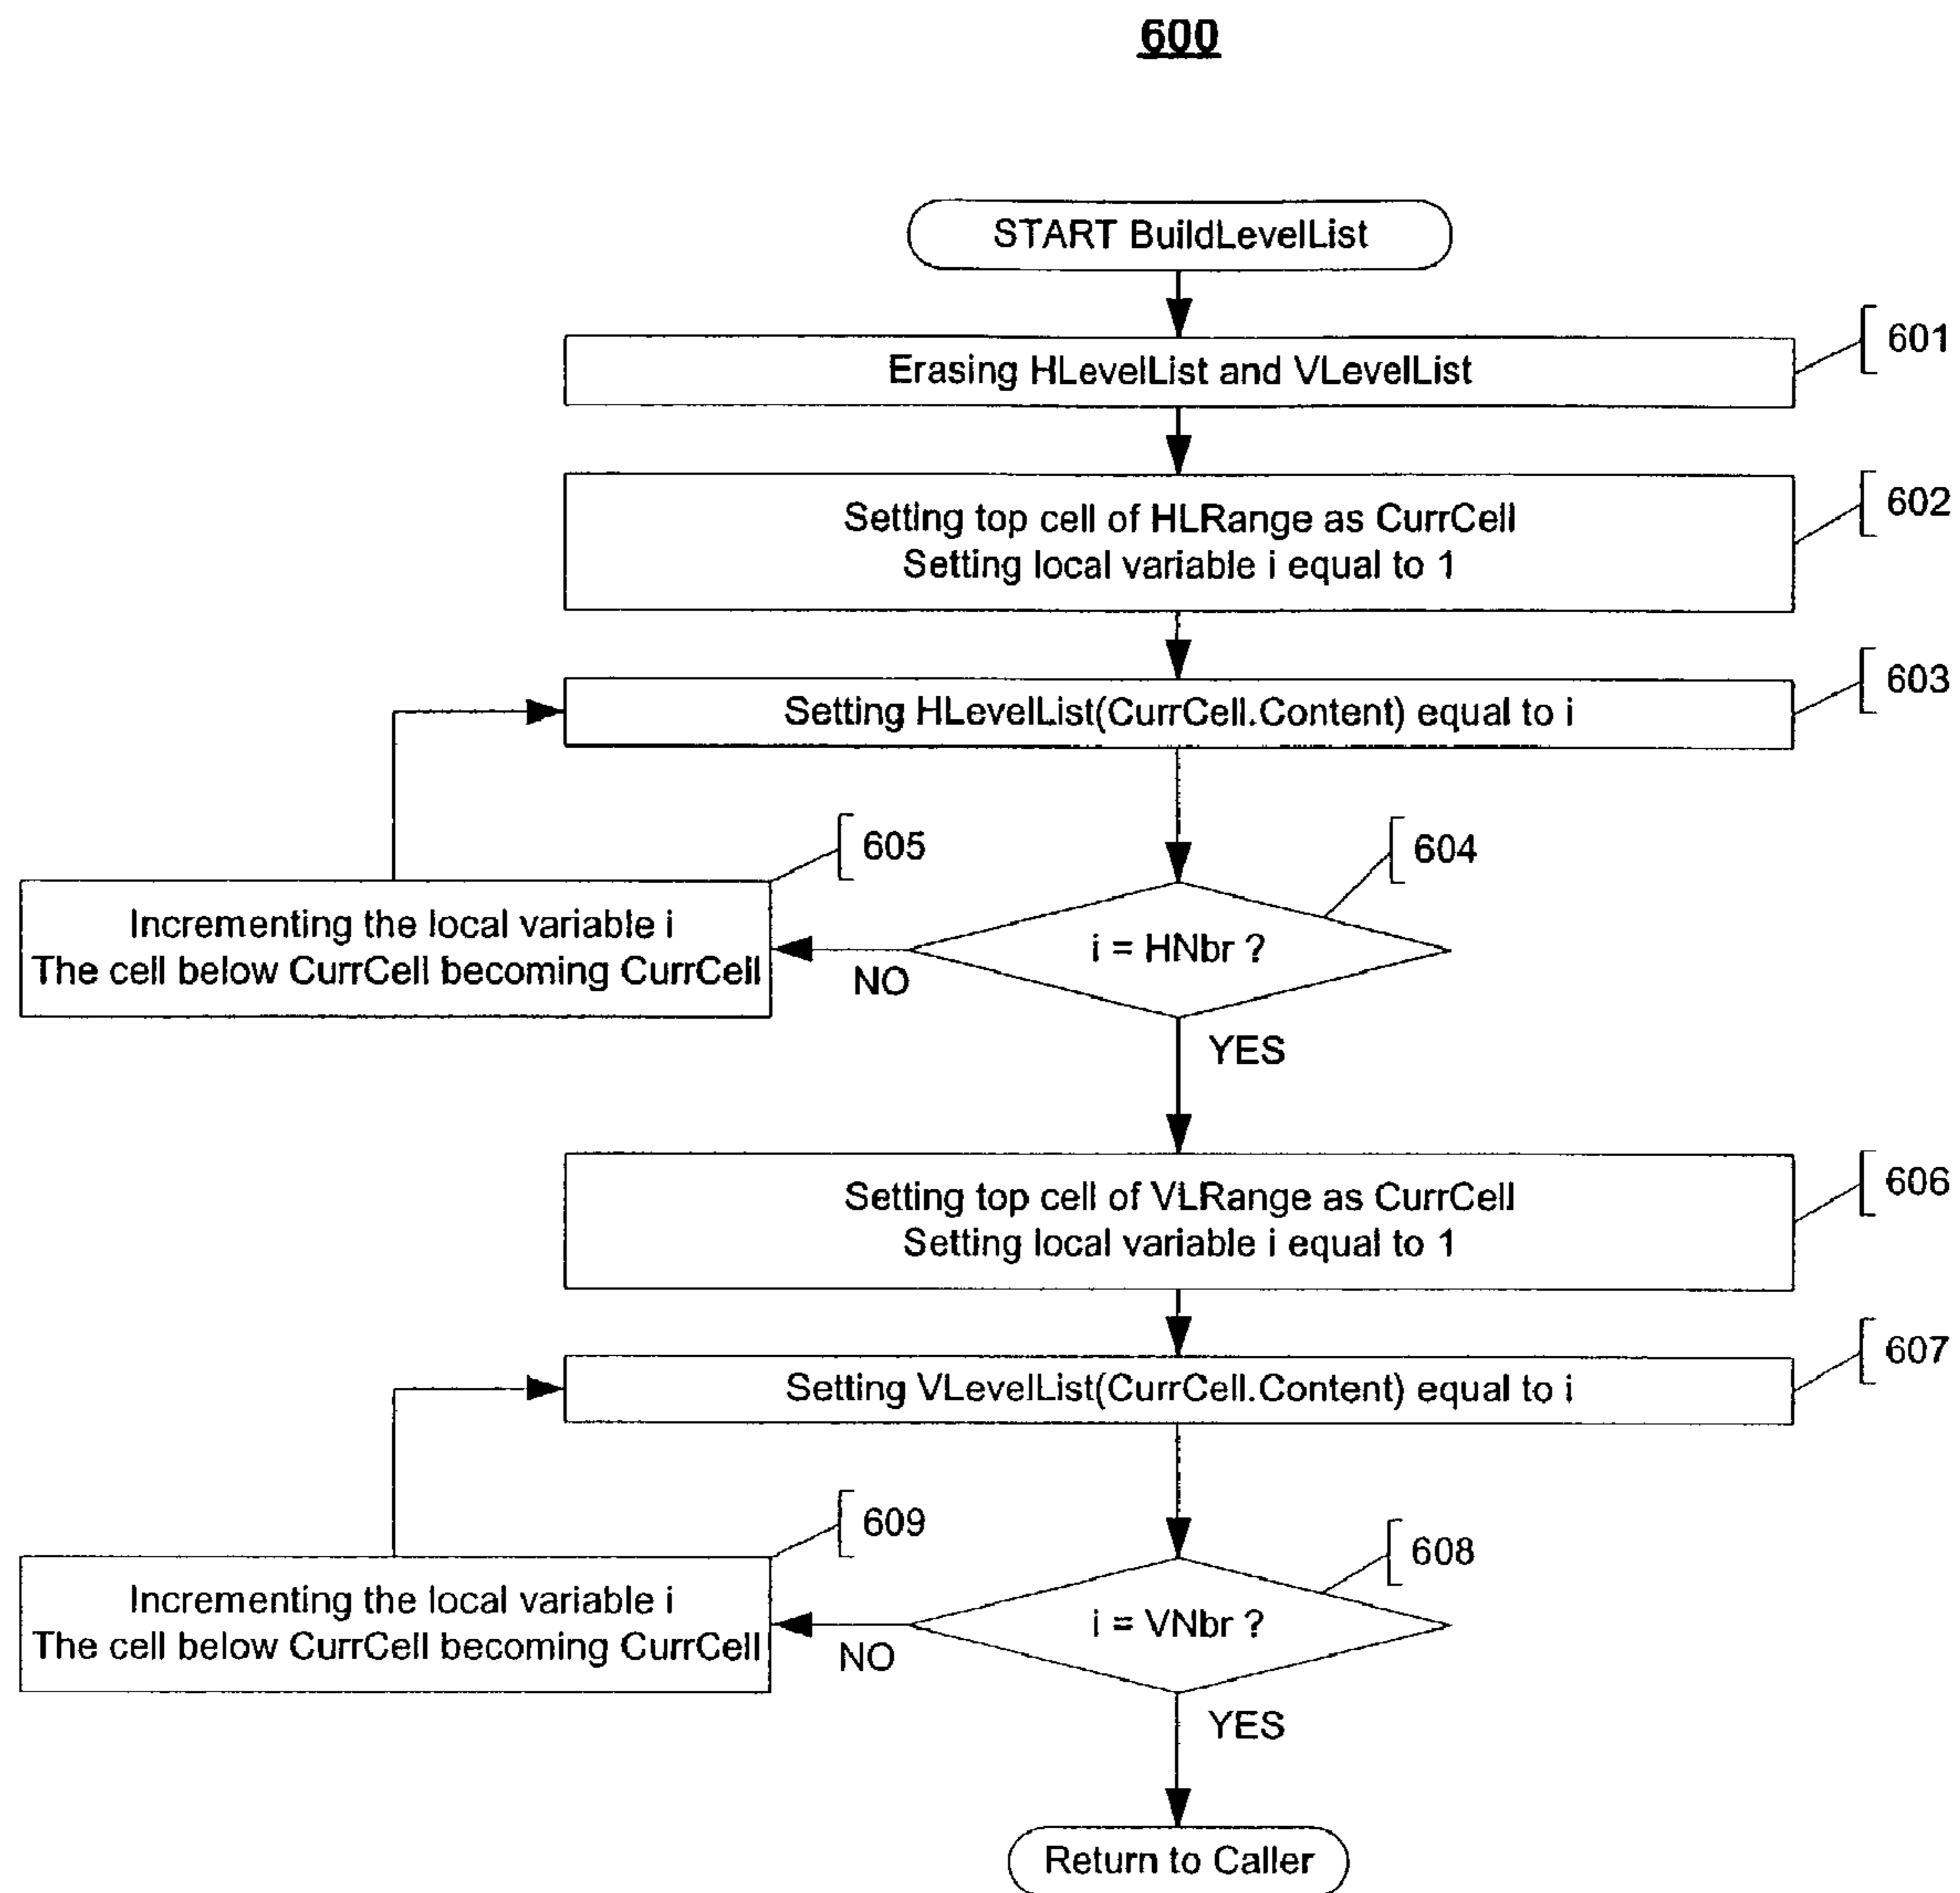 600
START BuildLevelList
601
Erasing HLevelList and VLevelList
602
Setting top cell of HLRange as CurrCell
Setting local variable i equal to 1
603
Setting HLevelList(CurrCell.Content) equal to i
605
604
Incrementing the local variable i
The cell below CurrCell becoming CurrCell
i = HNbr ?
NO
YES
606
Setting top cell of VLRange as CurrCell
Setting local variable i equal to 1
607
Setting VLevelList(CurrCell.Content) equal to i
609
608
Incrementing the local variable i
The cell below CurrCell becoming CurrCell
i = VNbr ?
NO
YES
Return to Caller